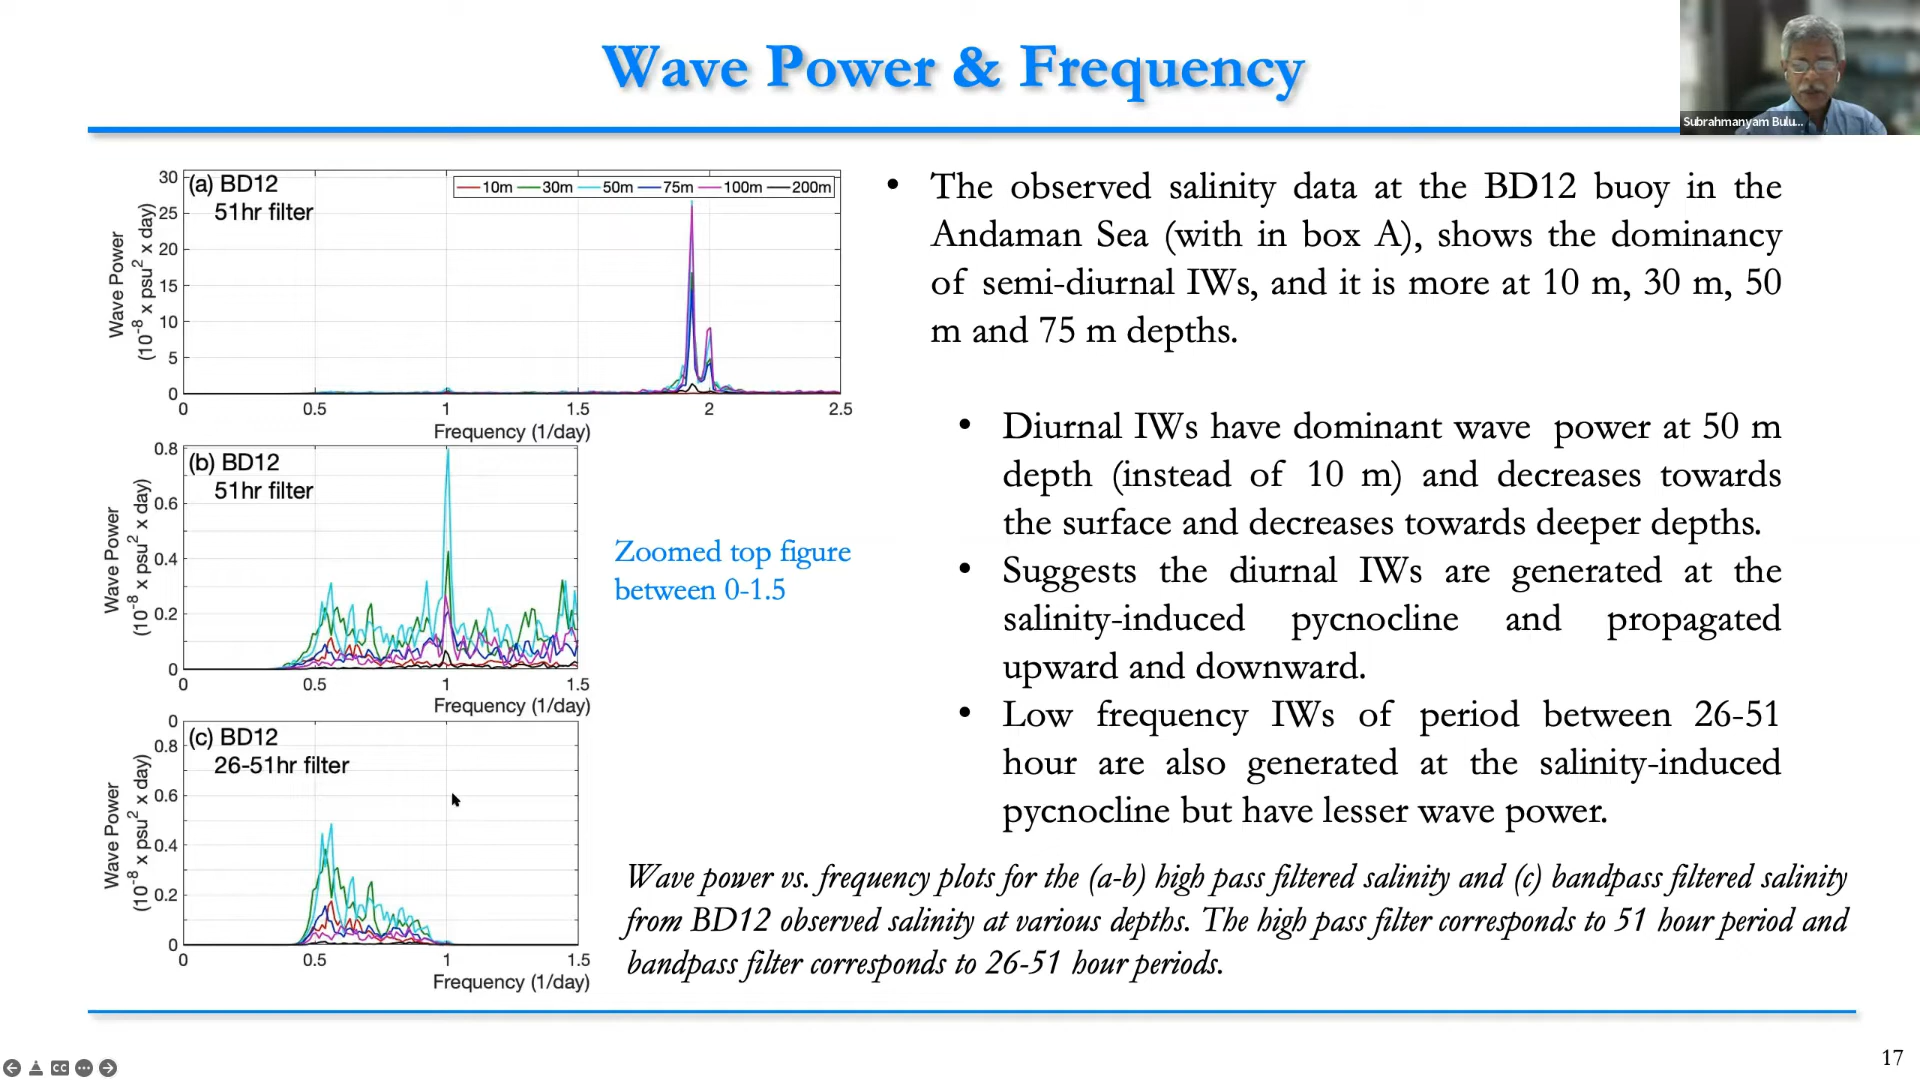 Wave Power & Frequency
Subrahmanyam Bulu...
(a) BD12
51hr filter
10m 30m 50m 75m 100m 200m
Wave Power
(10⁻⁸ x psu² x day)
30
25
20
15
10
5
0
0 0.5 1 1.5 2 2.5
Frequency (1/day)
(b) BD12
51hr filter
Wave Power
(10⁻⁸ x psu² x day)
0.8
0.6
0.4
0.2
0
0 0.5 1 1.5
Frequency (1/day)
Zoomed top figure
between 0-1.5
(c) BD12
26-51hr filter
Wave Power
(10⁻⁸ x psu² x day)
0
0.8
0.6
0.4
0.2
0
0 0.5 1 1.5
Frequency (1/day)
• The observed salinity data at the BD12 buoy in the
Andaman Sea (with in box A), shows the dominancy
of semi-diurnal IWs, and it is more at 10 m, 30 m, 50
m and 75 m depths.
• Diurnal IWs have dominant wave power at 50 m
depth (instead of 10 m) and decreases towards
the surface and decreases towards deeper depths.
• Suggests the diurnal IWs are generated at the
salinity-induced pycnocline and propagated
upward and downward.
• Low frequency IWs of period between 26-51
hour are also generated at the salinity-induced
pycnocline but have lesser wave power.
Wave power vs. frequency plots for the (a-b) high pass filtered salinity and (c) bandpass filtered salinity
from BD12 observed salinity at various depths. The high pass filter corresponds to 51 hour period and
bandpass filter corresponds to 26-51 hour periods.
CC
17